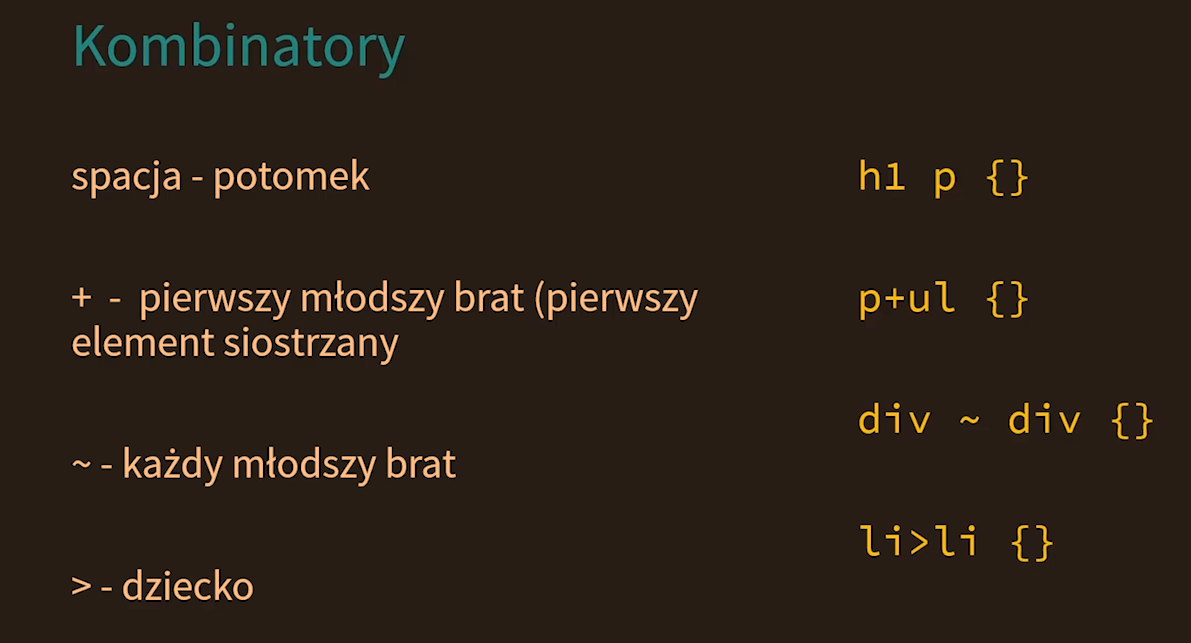 Kombinatory
spacja - potomek
h1 p {}
+ - pierwszy młodszy brat (pierwszy
element siostrzany
p+ul {}
~ - każdy młodszy brat
div ~ div {}
> - dziecko
li>li {}